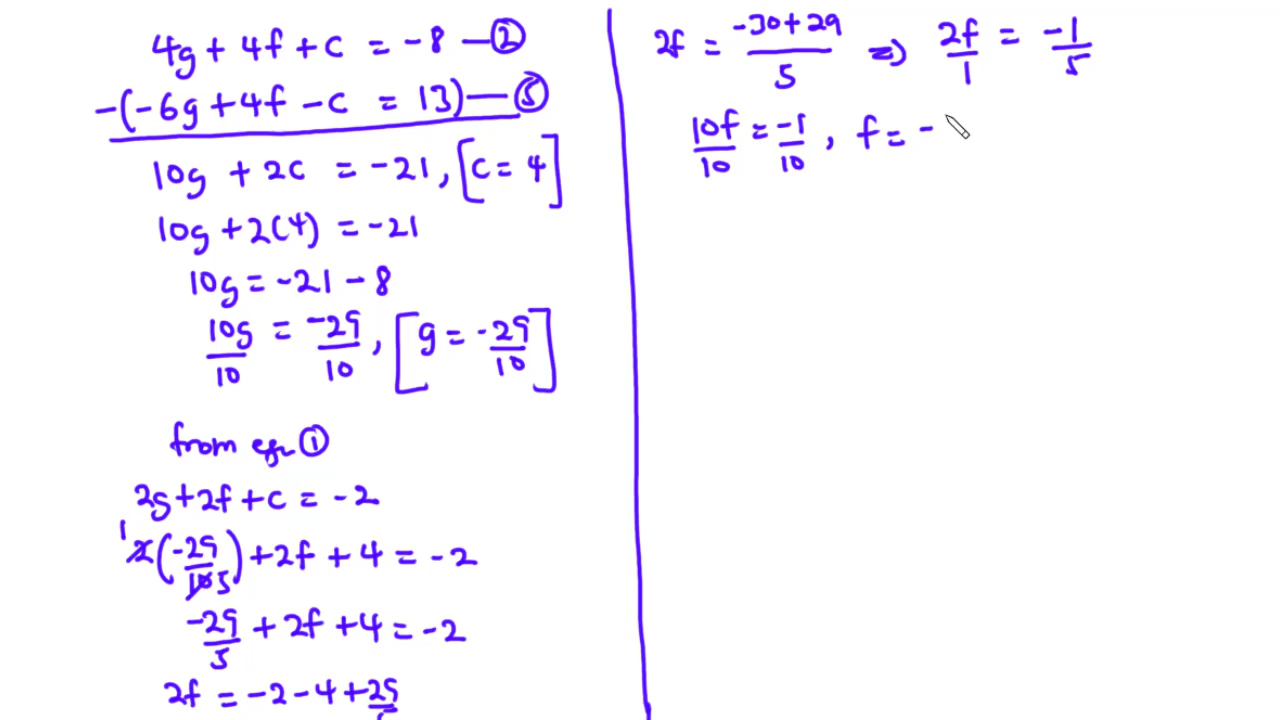 4g + 4f + c = -8 — ②
-(-6g + 4f - c = 13) — ⑤
10g + 2c = -21, [c = 4]
10g + 2(4) = -21
10g = -21 - 8
10g/10 = -29/10, [g = -29/10]
from eqn ①
2g + 2f + c = -2
1
2(-29/10 5) + 2f + 4 = -2
-29/5 + 2f + 4 = -2
2f = -2 - 4 + 29/
2f = -30 + 29/5 => 2f/1 = -1/5
10f/10 = -1/10, f = -